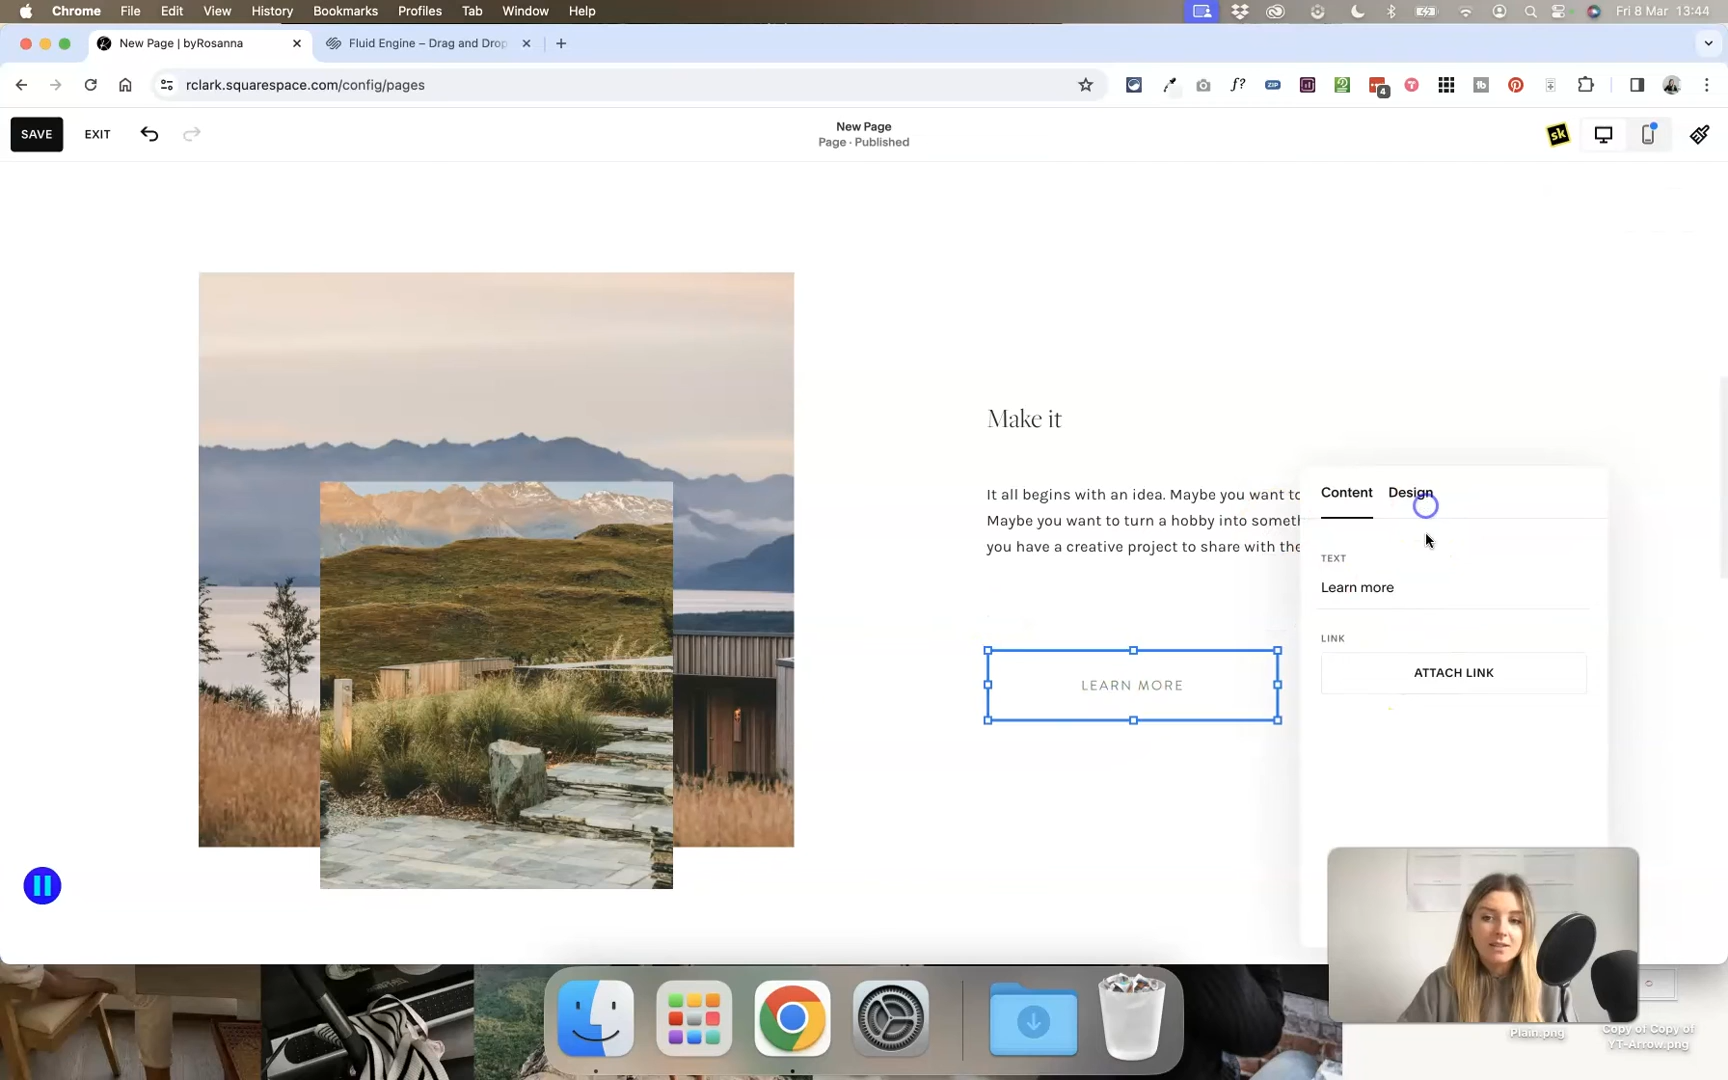 Chrome File Edit View History Bookmarks Profiles Tab Window Help Fri 8 Mar 13:44
New Page | byRosanna Fluid Engine – Drag and Drop
rclark.squarespace.com/config/pages
SAVE EXIT
New Page
Page · Published
sk
Make it
It all begins with an idea. Maybe you want to
Maybe you want to turn a hobby into someth
you have a creative project to share with the
LEARN MORE
Content Design
TEXT
Learn more
LINK
ATTACH LINK
Plain.png
Copy of Copy of
YT-Arrow.png